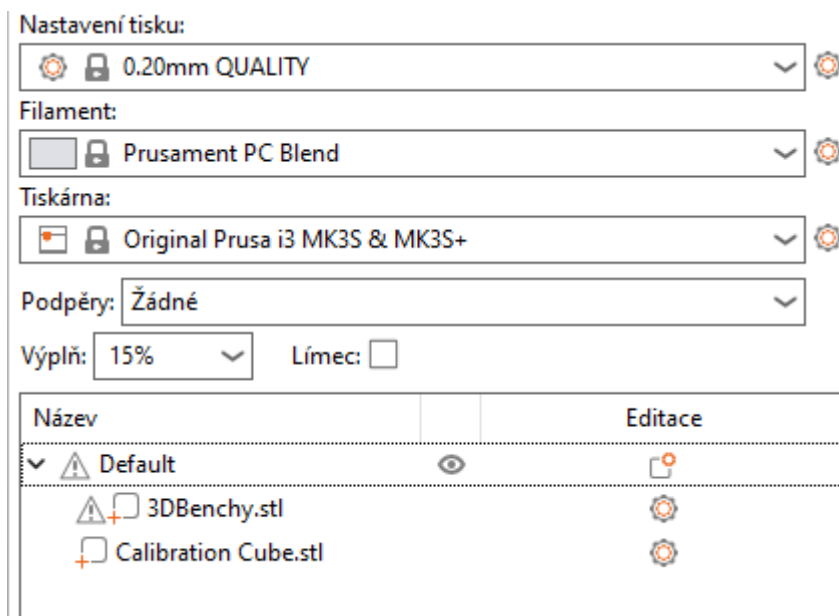 Nastavení tisku:
0.20mm QUALITY
Filament:
Prusament PC Blend
Tiskárna:
Original Prusa i3 MK3S & MK3S+
Podpěry: Žádné
Výplň: 15% Límec:
Název Editace
Default
3DBenchy.stl
Calibration Cube.stl